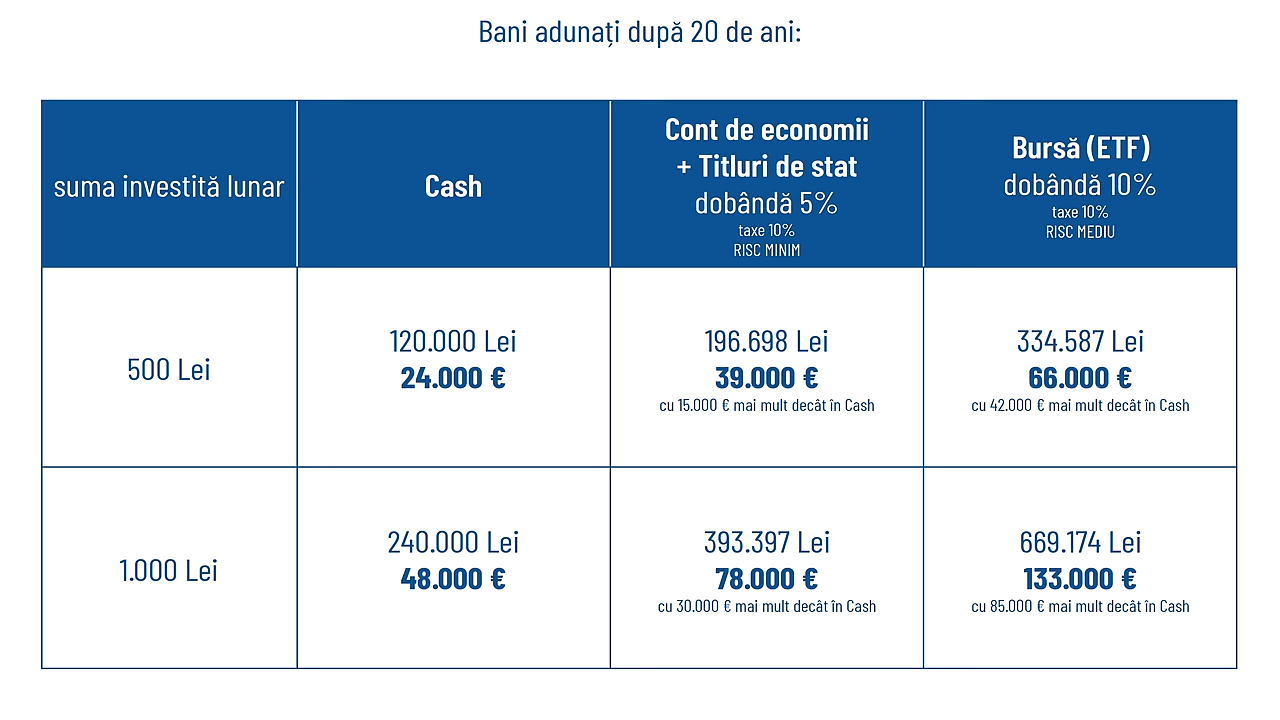 Bani adunați după 20 de ani:
suma investită lunar
Cash
Cont de economii
+ Titluri de stat
dobândă 5%
taxe 10%
RISC MINIM
Bursă (ETF)
dobândă 10%
taxe 10%
RISC MEDIU
500 Lei
120.000 Lei
24.000 €
196.698 Lei
39.000 €
cu 15.000 € mai mult decât în Cash
334.587 Lei
66.000 €
cu 42.000 € mai mult decât în Cash
1.000 Lei
240.000 Lei
48.000 €
393.397 Lei
78.000 €
cu 30.000 € mai mult decât în Cash
669.174 Lei
133.000 €
cu 85.000 € mai mult decât în Cash